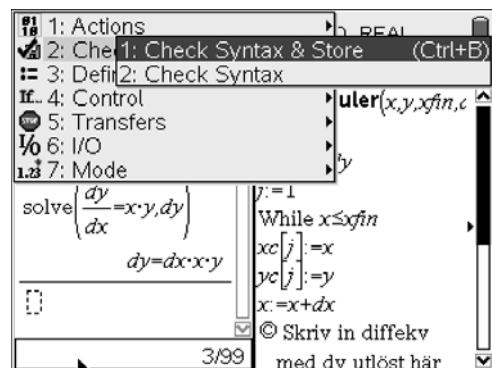 1: Actions
2: Che
1: Check Syntax & Store (Ctrl+B)
2: Check Syntax
3: Defin
4: Control
5: Transfers
6: I/O
7: Mode
REAL
uler(x,y,xfin,
solve(dy/dx=x·y,dy)
dy=dx·x·y
3/99
j:=1
While x≤xfin
xc[j]:=x
yc[j]:=y
x:=x+dx
© Skriv in diffekv
med dy utlöst här